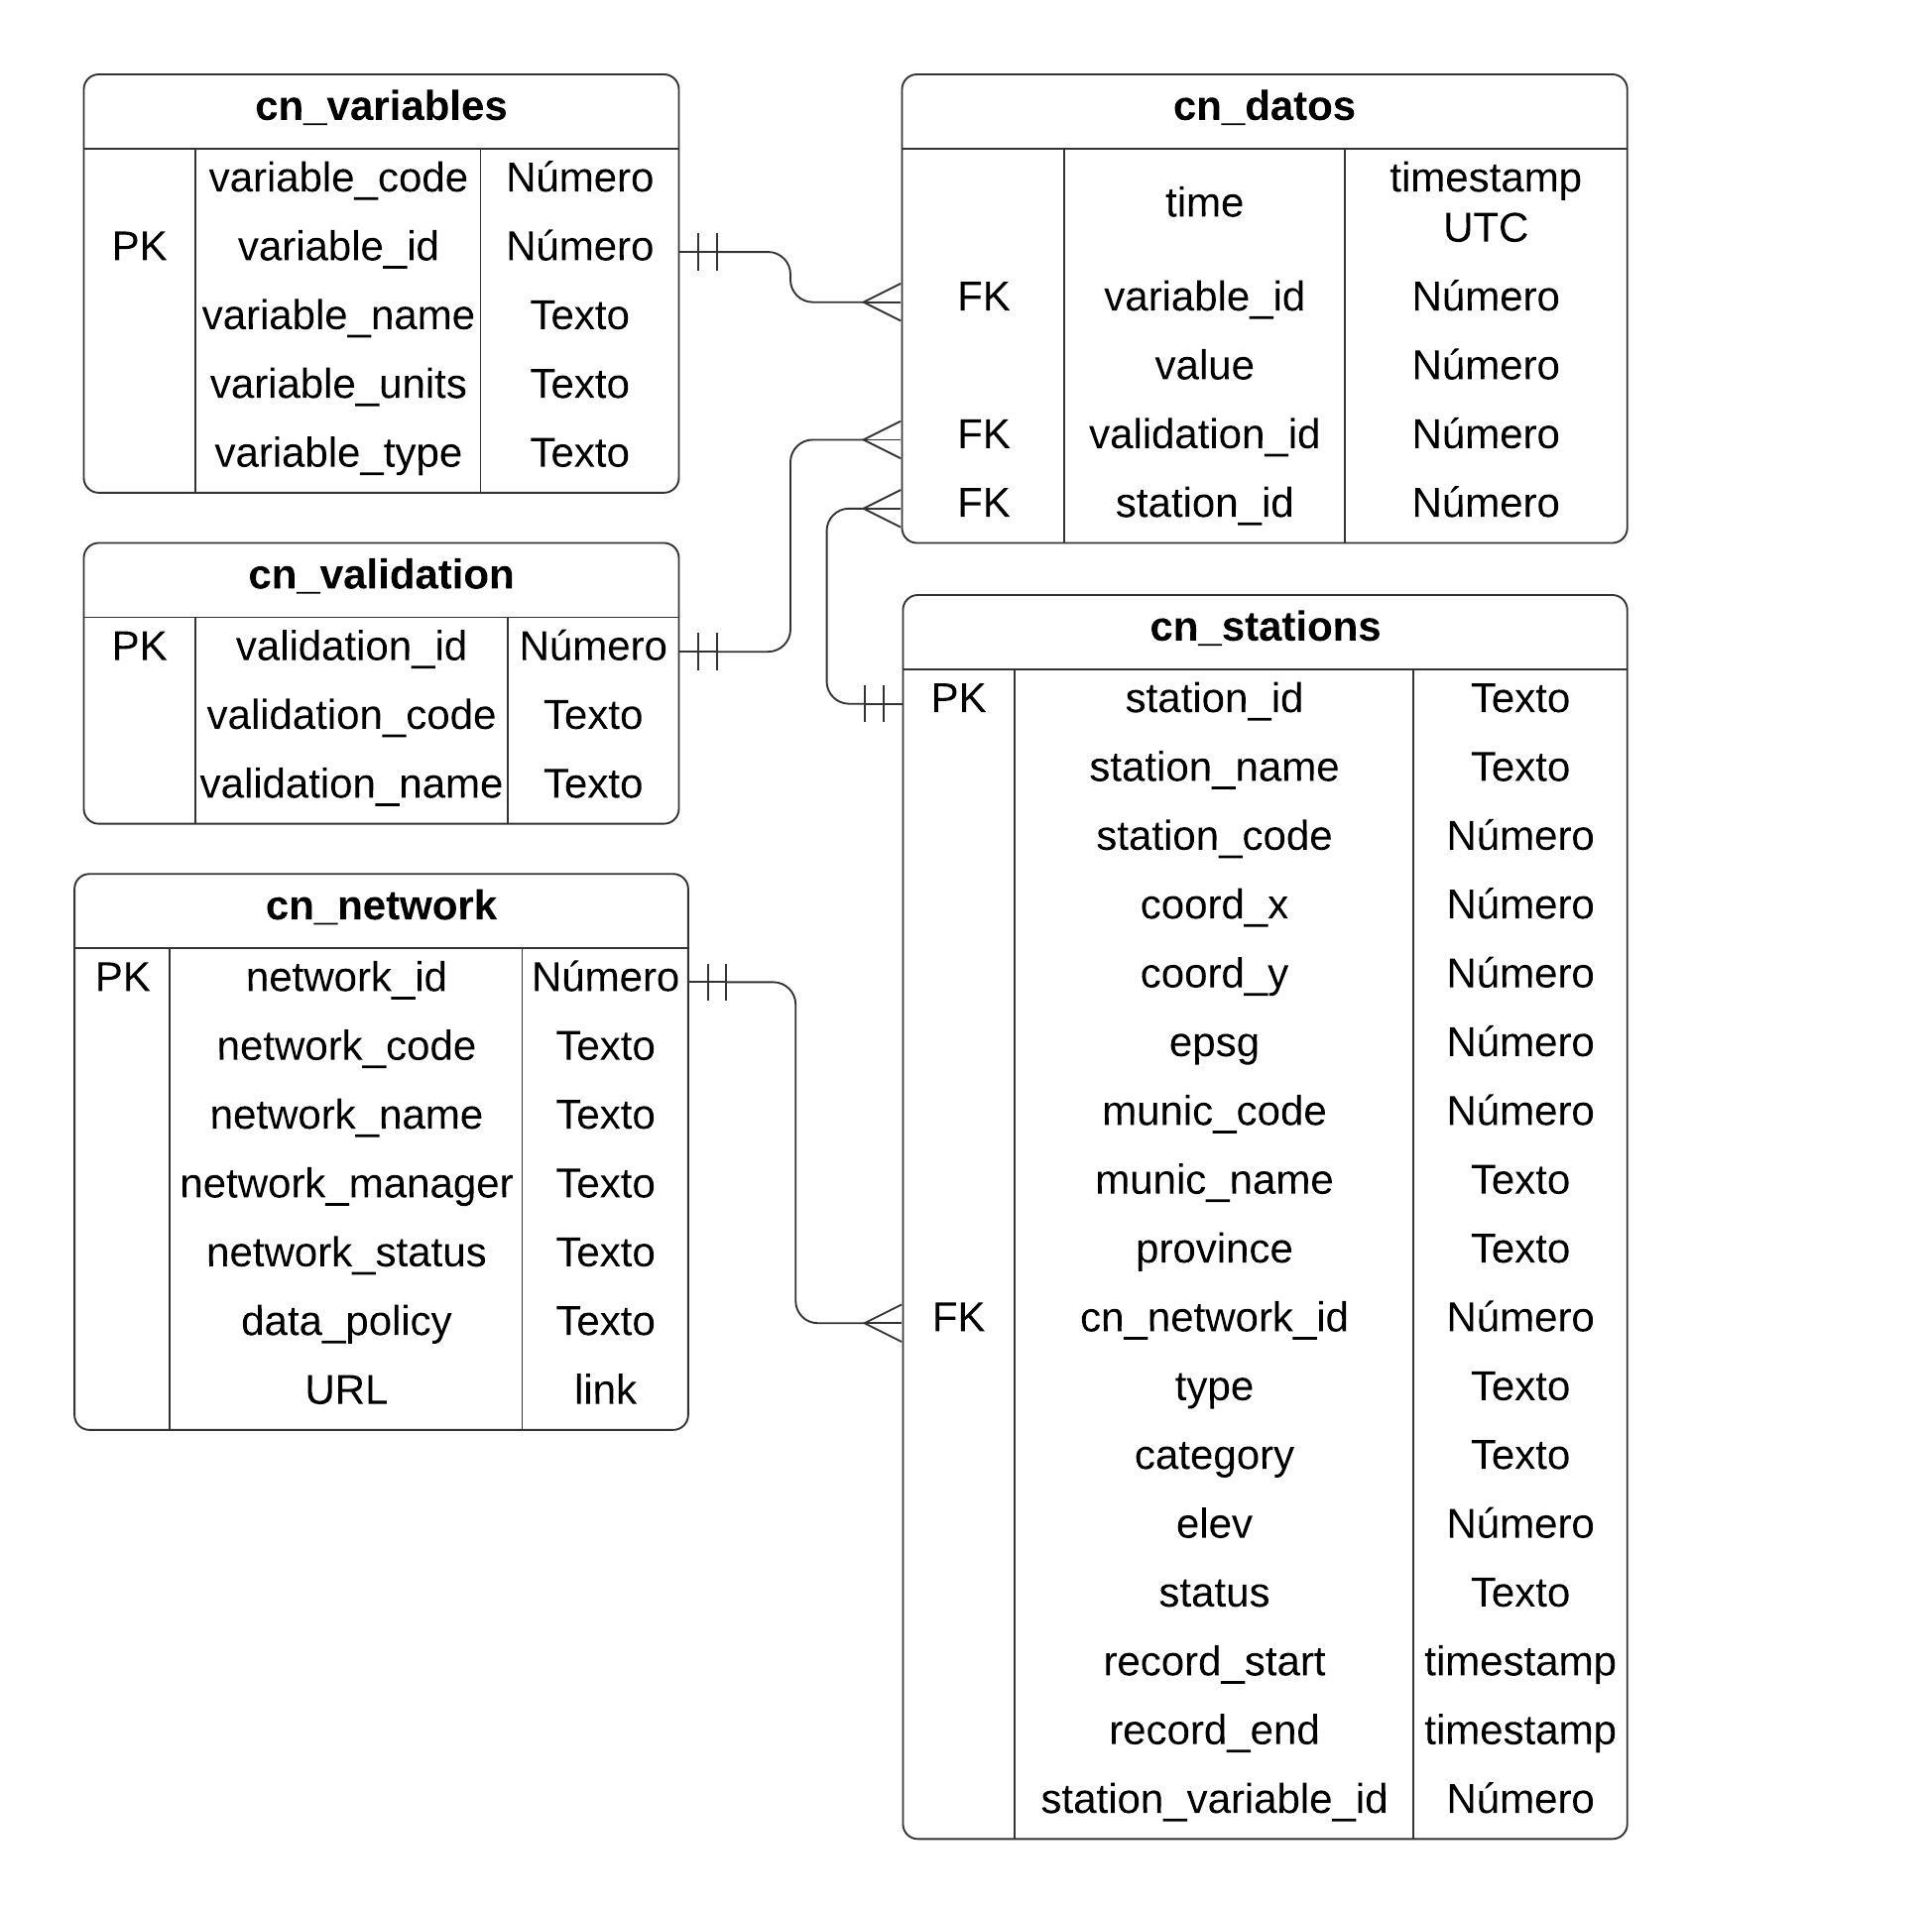 cn_variables
variable_code Número
PK variable_id Número
variable_name Texto
variable_units Texto
variable_type Texto
cn_validation
PK validation_id Número
validation_code Texto
validation_name Texto
cn_network
PK network_id Número
network_code Texto
network_name Texto
network_manager Texto
network_status Texto
data_policy Texto
URL link
cn_datos
time timestamp
UTC
FK variable_id Número
value Número
FK validation_id Número
FK station_id Número
cn_stations
PK station_id Texto
station_name Texto
station_code Número
coord_x Número
coord_y Número
epsg Número
munic_code Número
munic_name Texto
province Texto
FK cn_network_id Número
type Texto
category Texto
elev Número
status Texto
record_start timestamp
record_end timestamp
station_variable_id Número